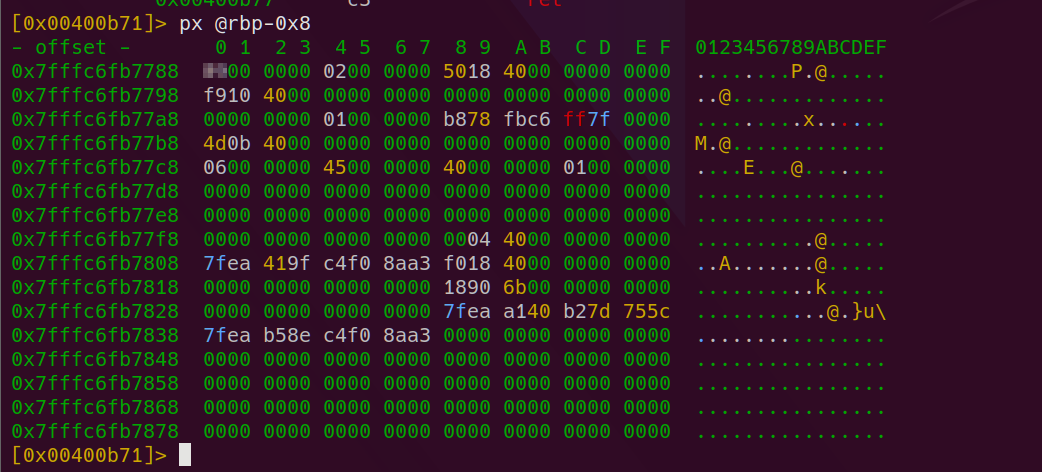 0x00400b77 c3 ret
[0x00400b71]> px @rbp-0x8
- offset - 0 1 2 3 4 5 6 7 8 9 A B C D E F 0123456789ABCDEF
0x7fffc6fb7788 00 0000 0200 0000 5018 4000 0000 0000 ........P.@.....
0x7fffc6fb7798 f910 4000 0000 0000 0000 0000 0000 0000 ..@.............
0x7fffc6fb77a8 0000 0000 0100 0000 b878 fbc6 ff7f 0000 .........x......
0x7fffc6fb77b8 4d0b 4000 0000 0000 0000 0000 0000 0000 M.@.............
0x7fffc6fb77c8 0600 0000 4500 0000 4000 0000 0100 0000 ....E...@.......
0x7fffc6fb77d8 0000 0000 0000 0000 0000 0000 0000 0000 ................
0x7fffc6fb77e8 0000 0000 0000 0000 0000 0000 0000 0000 ................
0x7fffc6fb77f8 0000 0000 0000 0000 0004 4000 0000 0000 ..........@.....
0x7fffc6fb7808 7fea 419f c4f0 8aa3 f018 4000 0000 0000 ..A.......@.....
0x7fffc6fb7818 0000 0000 0000 0000 1890 6b00 0000 0000 ..........k.....
0x7fffc6fb7828 0000 0000 0000 0000 7fea a140 b27d 755c ...........@.}u\
0x7fffc6fb7838 7fea b58e c4f0 8aa3 0000 0000 0000 0000 ................
0x7fffc6fb7848 0000 0000 0000 0000 0000 0000 0000 0000 ................
0x7fffc6fb7858 0000 0000 0000 0000 0000 0000 0000 0000 ................
0x7fffc6fb7868 0000 0000 0000 0000 0000 0000 0000 0000 ................
0x7fffc6fb7878 0000 0000 0000 0000 0000 0000 0000 0000 ................
[0x00400b71]>